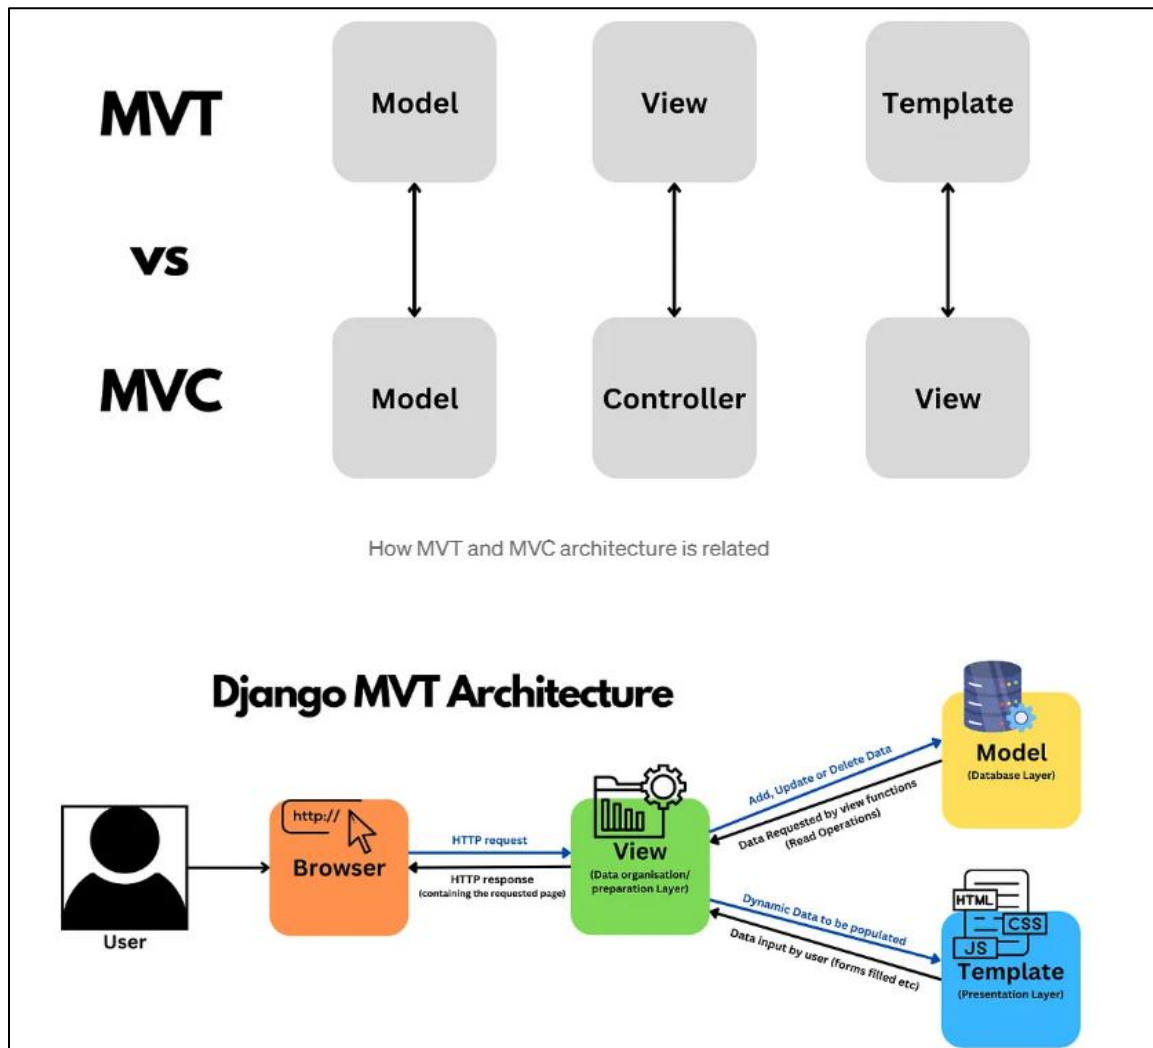 MVT
Model
View
Template
vs
MVC
Model
Controller
View
How MVT and MVC architecture is related
Django MVT Architecture
User
http://
Browser
HTTP request
HTTP response
(containing the requested page)
View
(Data organisation/
preparation Layer)
Add, Update or Delete Data
Data Requested by view functions
(Read Operations)
Model
(Database Layer)
Dynamic Data to be populated
Data input by user (forms filled etc)
HTML
CSS
JS
Template
(Presentation Layer)